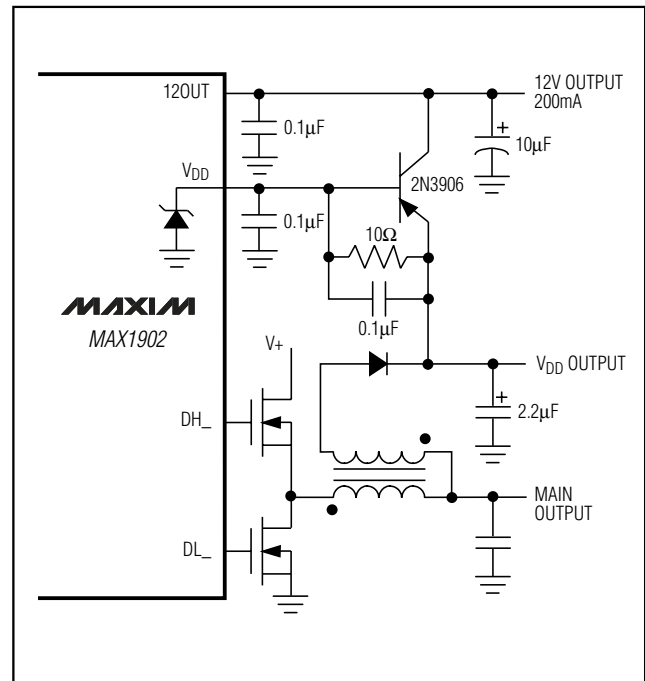 12OUT
12V OUTPUT
200mA
0.1μF
10μF
VDD
2N3906
0.1μF
10Ω
MAXIM
MAX1902
0.1μF
V+
VDD OUTPUT
2.2μF
DH_
MAIN
OUTPUT
DL_